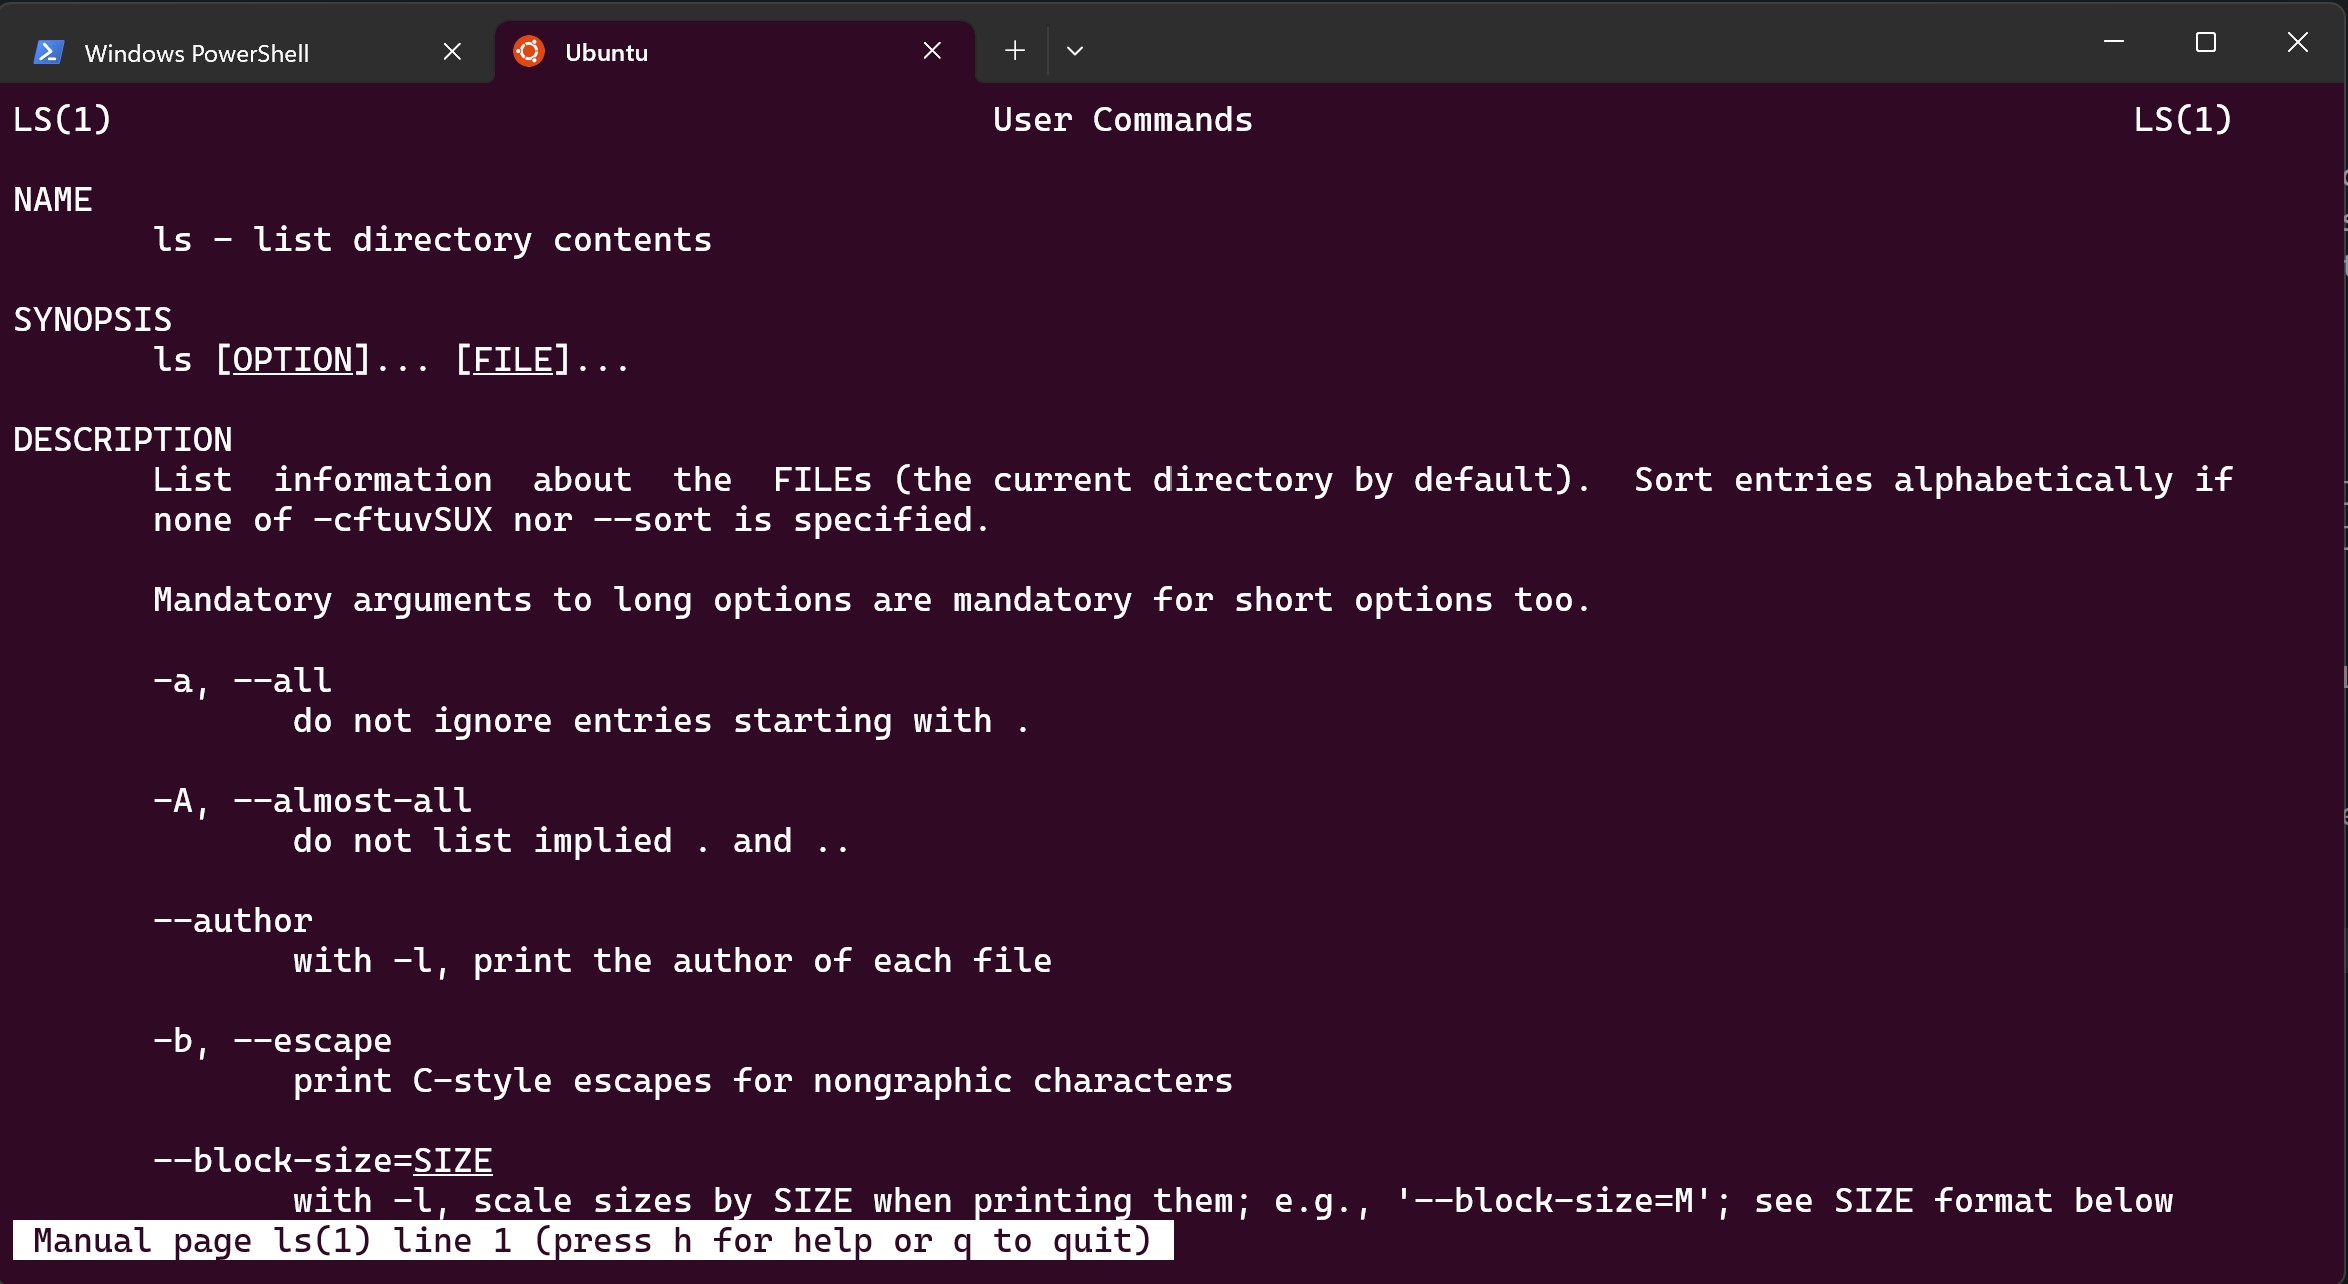 Windows PowerShell
Ubuntu
LS(1) User Commands LS(1)
NAME
ls - list directory contents
SYNOPSIS
ls [OPTION]... [FILE]...
DESCRIPTION
List information about the FILEs (the current directory by default). Sort entries alphabetically if
none of -cftuvSUX nor --sort is specified.
Mandatory arguments to long options are mandatory for short options too.
-a, --all
do not ignore entries starting with .
-A, --almost-all
do not list implied . and ..
--author
with -l, print the author of each file
-b, --escape
print C-style escapes for nongraphic characters
--block-size=SIZE
with -l, scale sizes by SIZE when printing them; e.g., '--block-size=M'; see SIZE format below
Manual page ls(1) line 1 (press h for help or q to quit)